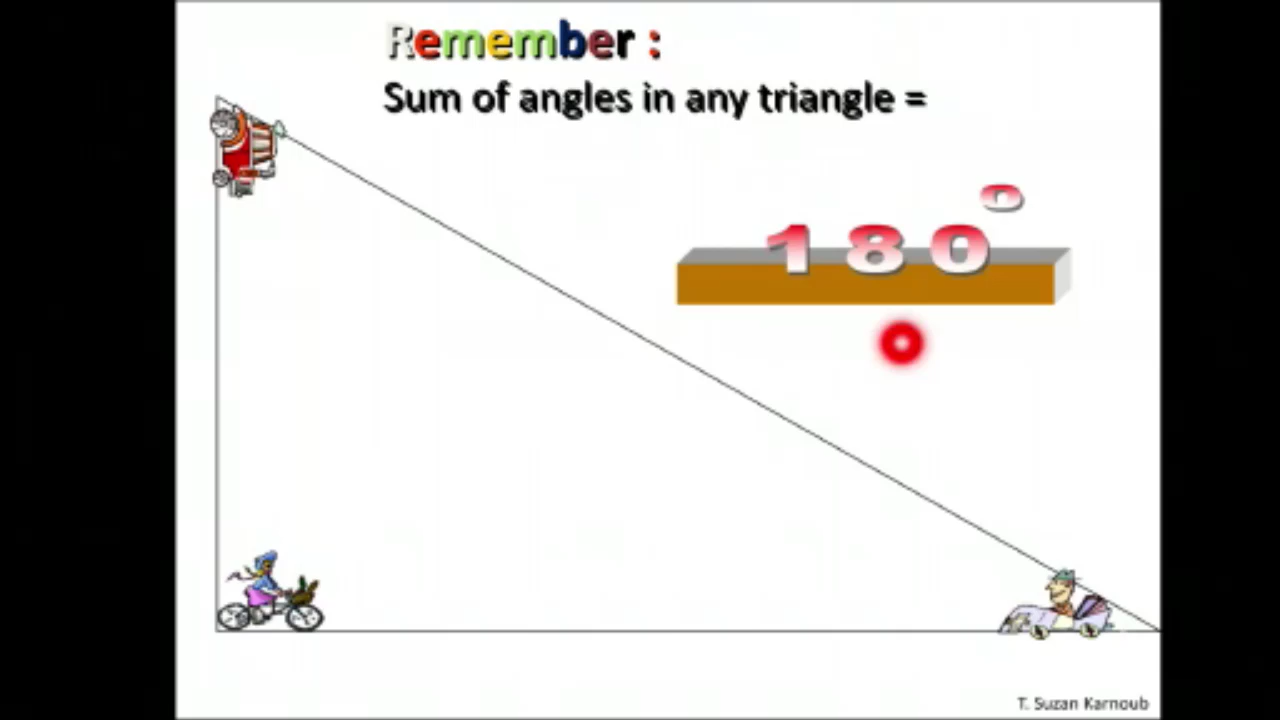 Remember :
Sum of angles in any triangle =
180°
T. Suzan Karnoub